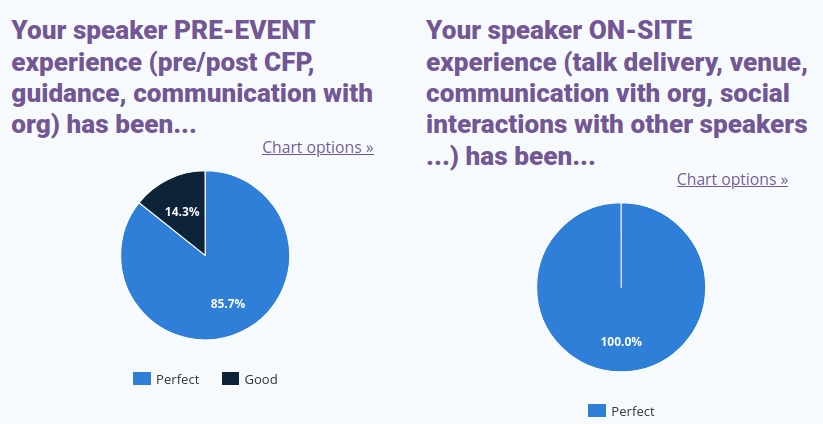 Your speaker PRE-EVENT
experience (pre/post CFP,
guidance, communication with
org) has been...
Chart options »
14.3%
85.7%
Perfect
Good
Your speaker ON-SITE
experience (talk delivery, venue,
communication vith org, social
interactions with other speakers
...) has been...
Chart options »
100.0%
Perfect